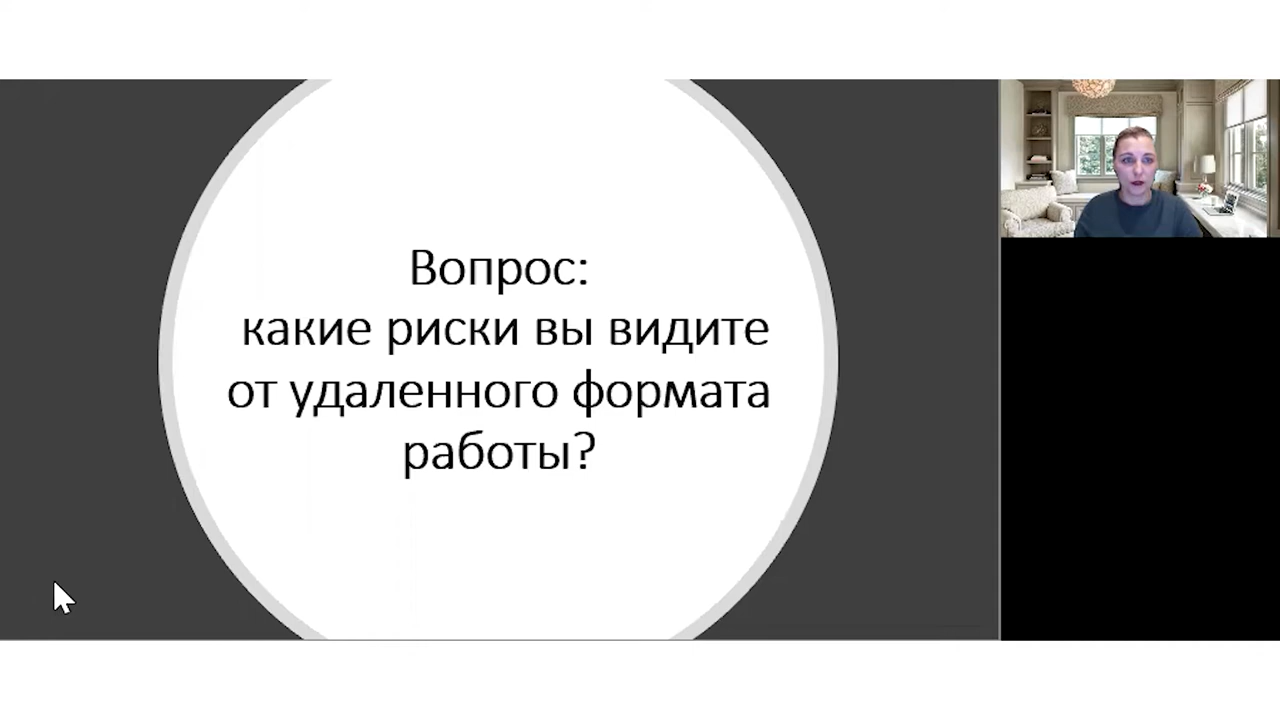 Вопрос:
какие риски вы видите
от удаленного формата
работы?